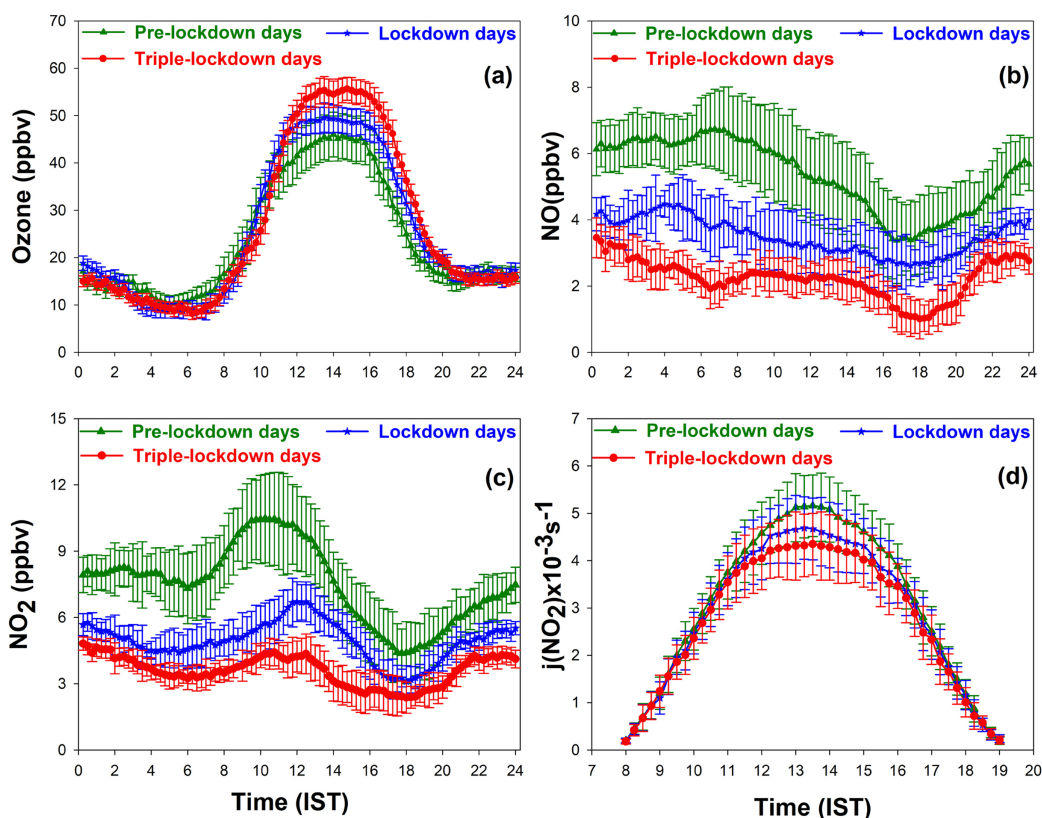 70
60
50
40
30
20
10
0
Ozone (ppbv)
Pre-lockdown days
Lockdown days
Triple-lockdown days
(a)
0 2 4 6 8 10 12 14 16 18 20 22 24
10
8
6
4
2
0
NO(ppbv)
Pre-lockdown days
Lockdown days
Triple-lockdown days
(b)
0 2 4 6 8 10 12 14 16 18 20 22 24
15
12
9
6
3
0
NO2 (ppbv)
Pre-lockdown days
Lockdown days
Triple-lockdown days
(c)
0 2 4 6 8 10 12 14 16 18 20 22 24
Time (IST)
7
6
5
4
3
2
1
0
j(NO2)x10-3s-1
Pre-lockdown days
Lockdown days
Triple-lockdown days
(d)
7 8 9 10 11 12 13 14 15 16 17 18 19 20
Time (IST)